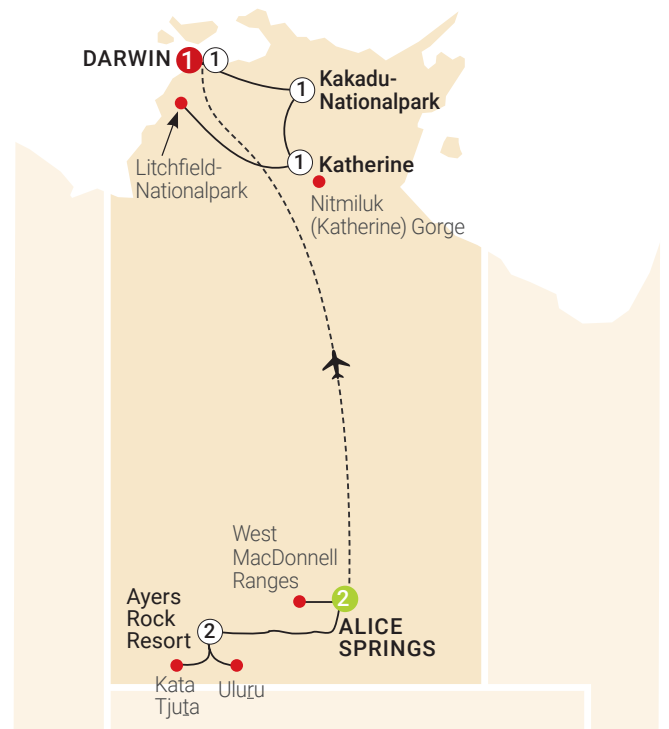 DARWIN 1 1
1 Kakadu-
Nationalpark
Litchfield-
Nationalpark
1 Katherine
Nitmiluk
(Katherine) Gorge
West
MacDonnell
Ranges
2
ALICE
SPRINGS
Ayers
Rock
Resort
2
Kata
Tjuṯa
Uluṟu